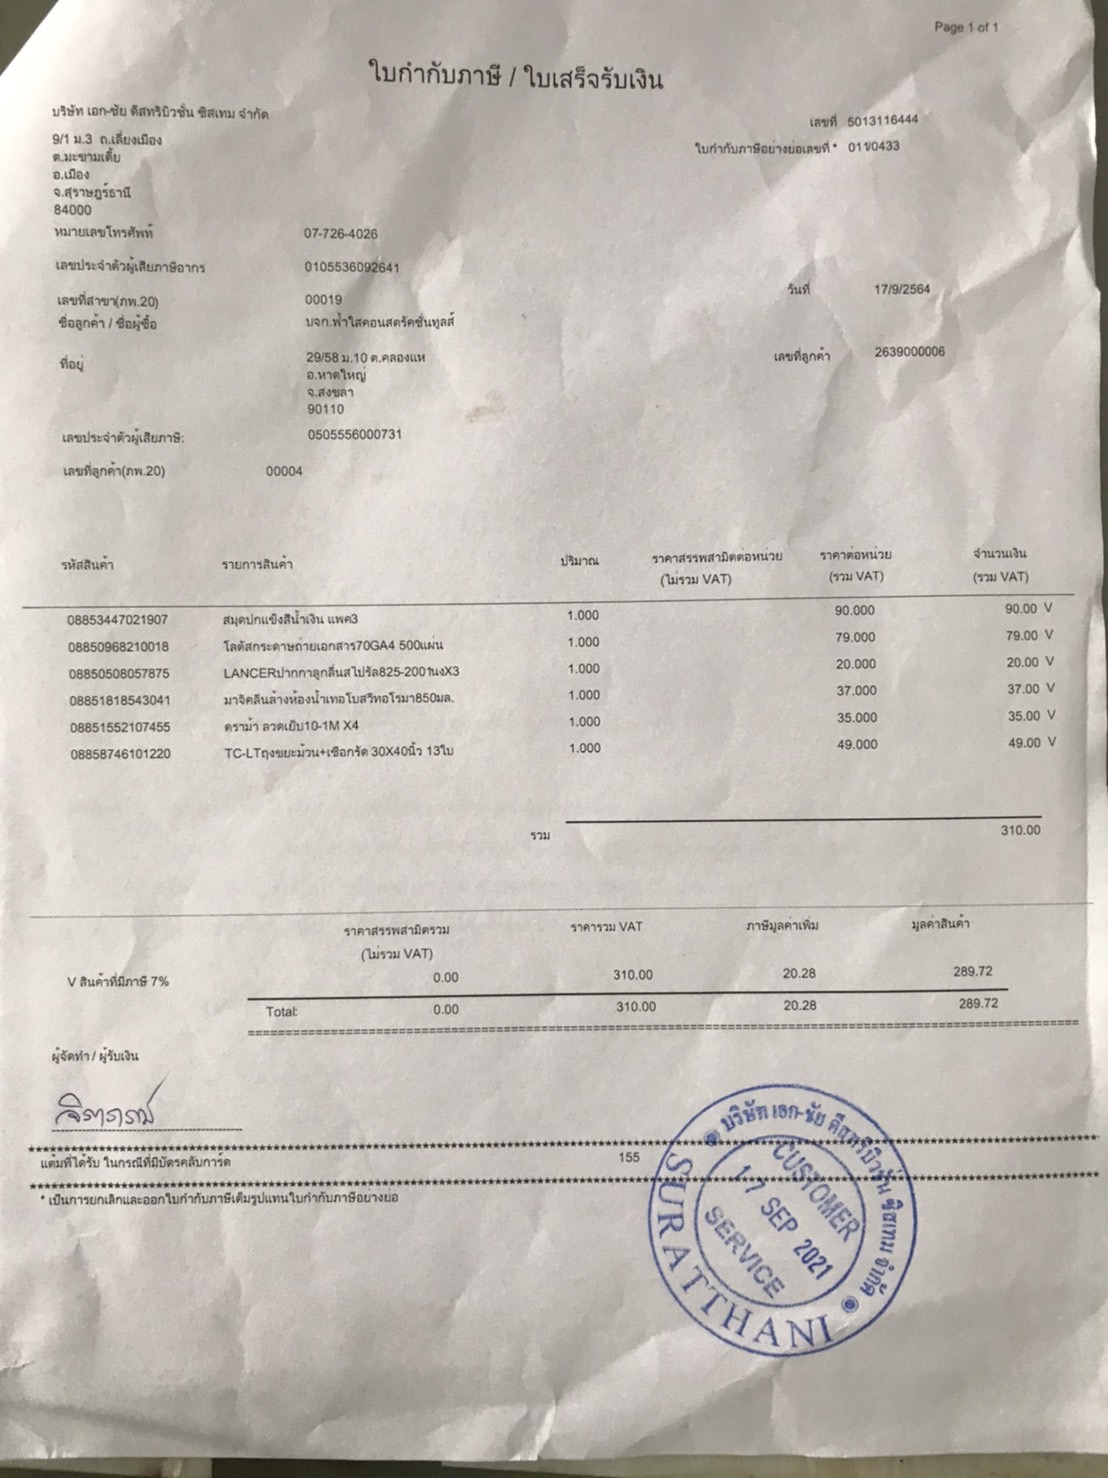 Page 1 of 1
ใบกำกับภาษี / ใบเสร็จรับเงิน
บริษัท เอก-ชัย ดีสทริบิวชั่น ซิสเทม จำกัด
เลขที่ 5013116444
9/1 ม.3 ถ.เลี่ยงเมือง
ใบกำกับภาษีอย่างย่อเลขที่ * 011/0433
ต.มะขามเตี้ย
อ.เมือง
จ.สุราษฎร์ธานี
84000
หมายเลขโทรศัพท์ 07-726-4026
เลขประจำตัวผู้เสียภาษีอากร 0105536092641
วันที่ 17/9/2564
เลขที่สาขา(ภพ.20) 00019
ชื่อลูกค้า / ชื่อผู้ซื้อ บจก.ฟ้าใสคอนสตรัคชั่นทูลส์
ที่อยู่ 29/58 ม.10 ต.คลองแห
เลขที่ลูกค้า 2639000006
อ.หาดใหญ่
จ.สงขลา
90110
เลขประจำตัวผู้เสียภาษี: 0505556000731
เลขที่ลูกค้า(ภพ.20) 00004
รหัสสินค้า รายการสินค้า ปริมาณ ราคาสรรพสามิตต่อหน่วย ราคาต่อหน่วย จำนวนเงิน
(ไม่รวม VAT) (รวม VAT) (รวม VAT)
08853447021907 สมุดปกแข็งสีน้ำเงิน แพค3 1.000 90.000 90.00 V
08850968210018 โลตัสกระดาษถ่ายเอกสาร70GA4 500แผ่น 1.000 79.000 79.00 V
08850508057875 LANCERปากกาลูกลื่นสไปรัล825-2001นงX3 1.000 20.000 20.00 V
08851818543041 มาจิคลีนล้างห้องน้ำเทอโบสวีทอโรมา850มล. 1.000 37.000 37.00 V
08851552107455 ตราม้า ลวดเย็บ10-1M X4 1.000 35.000 35.00 V
08858746101220 TC-LTถุงขยะม้วน+เชือกรัด 30X40นิ้ว 13ใบ 1.000 49.000 49.00 V
รวม 310.00
ราคาสรรพสามิตรวม ราคารวม VAT ภาษีมูลค่าเพิ่ม มูลค่าสินค้า
(ไม่รวม VAT)
V สินค้าที่มีภาษี 7% 0.00 310.00 20.28 289.72
Total: 0.00 310.00 20.28 289.72
ผู้จัดทำ / ผู้รับเงิน
แต้มที่ได้รับ ในกรณีที่มีบัตรคลับการ์ด 155
* เป็นการยกเลิกและออกใบกำกับภาษีเต็มรูปแทนใบกำกับภาษีอย่างย่อ
บริษัท เอก-ชัย ดีสทริบิวชั่น ซิสเทม จำกัด
CUSTOMER
17 SEP 2021
SERVICE
SURATTHANI